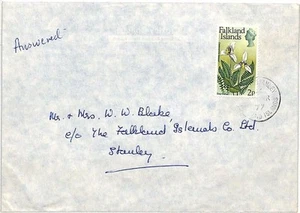 Answered
Falkland
Islands
2p
Mr. & Mrs. W. W. Blake,
c/o The Falkland Islands Co Ltd
Stanley.